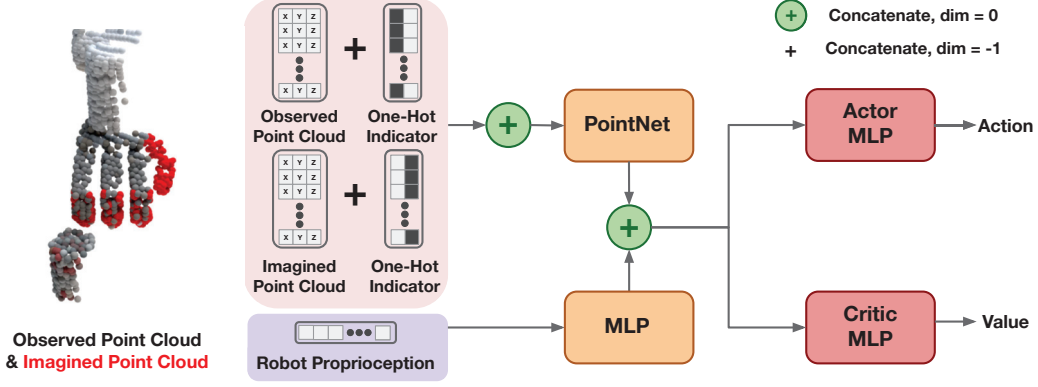 Observed Point Cloud
& Imagined Point Cloud
X Y Z
X Y Z
X Y Z
X Y Z
+
Observed
Point Cloud
One-Hot
Indicator
X Y Z
X Y Z
X Y Z
X Y Z
+
Imagined
Point Cloud
One-Hot
Indicator
Robot Proprioception
+
PointNet
+
MLP
+ Concatenate, dim = 0
+ Concatenate, dim = -1
Actor
MLP
Action
Critic
MLP
Value